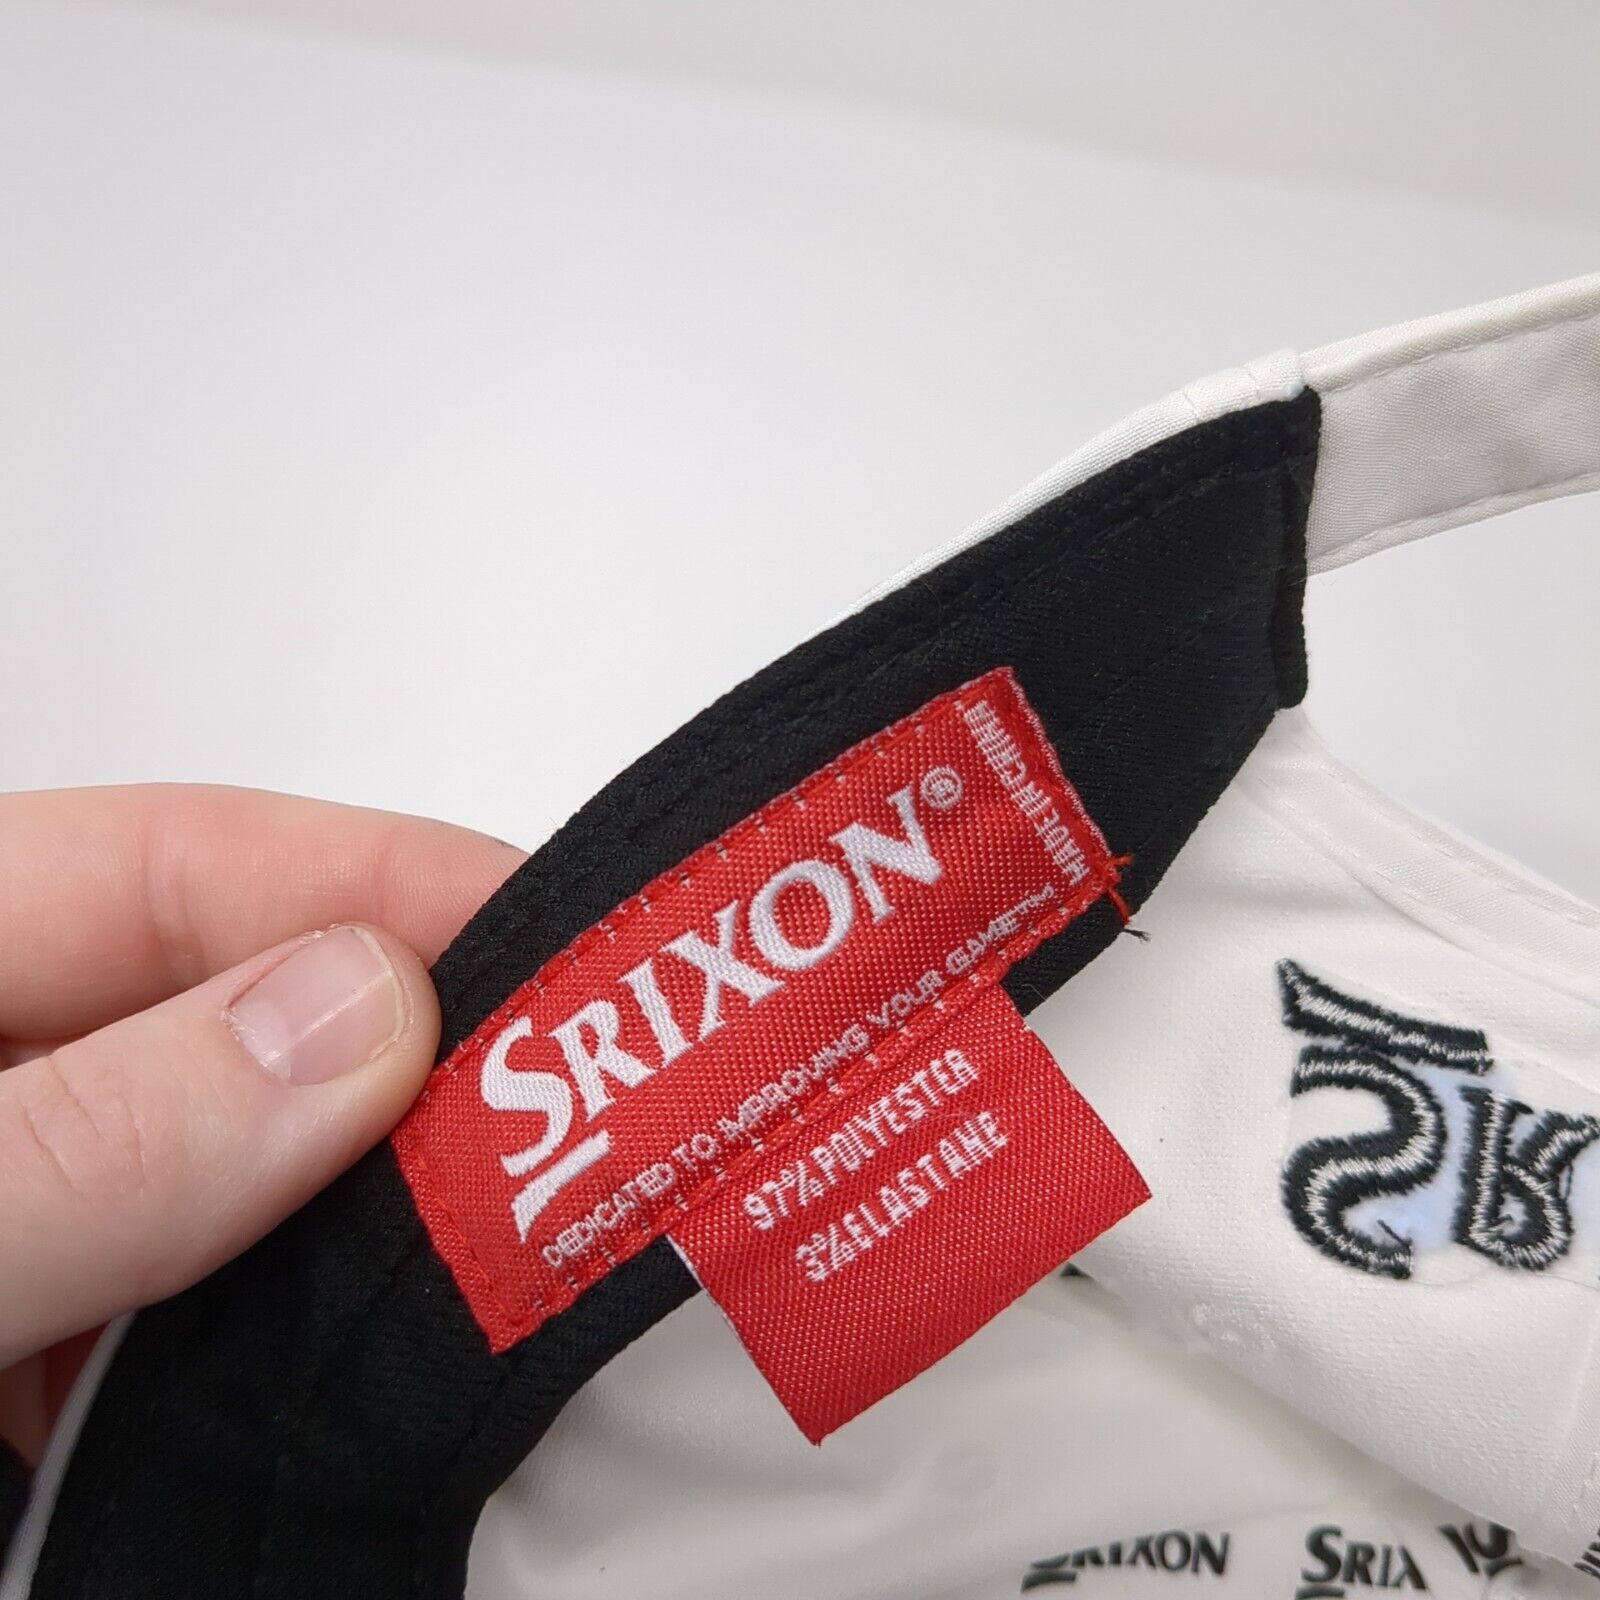 SRIXON®
DEDICATED TO IMPROVING YOUR GAME™
MADE IN CHINA
97% POLYESTER
3% ELASTANE
SRIXON
SRIX